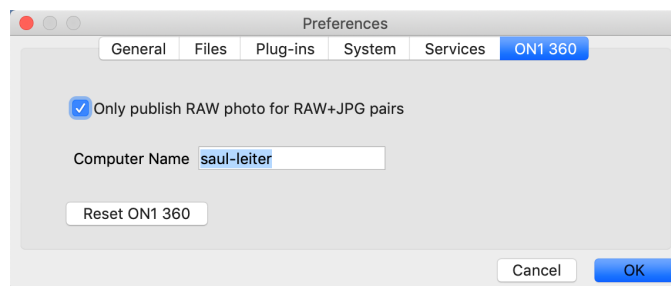 Preferences
General Files Plug-ins System Services ON1 360
Only publish RAW photo for RAW+JPG pairs
Computer Name saul-leiter
Reset ON1 360
Cancel OK